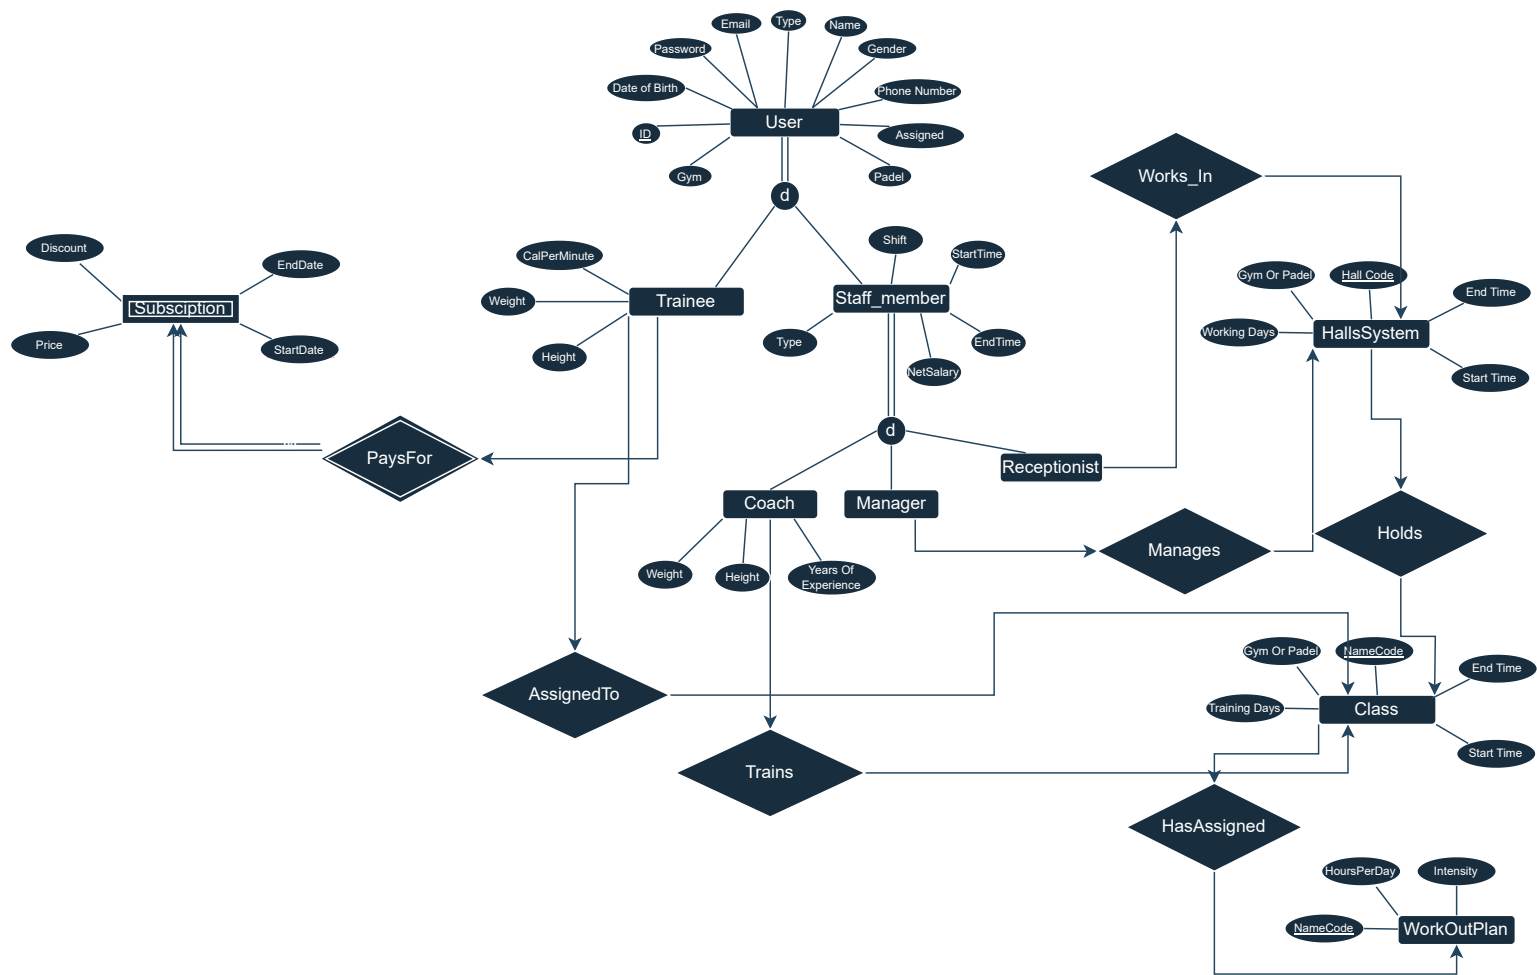 Email
Type
Name
Password
Gender
Date of Birth
Phone Number
User
ID
Assigned
Gym
Padel
d
Works_In
Discount
EndDate
Subsciption
Price
StartDate
CalPerMinute
Weight
Trainee
Height
Shift
StartTime
Staff_member
Type
EndTime
NetSalary
Gym Or Padel
Hall Code
End Time
Working Days
HallsSystem
Start Time
d
PaysFor
Receptionist
Coach
Manager
Manages
Holds
Weight
Height
Years Of
Experience
AssignedTo
Gym Or Padel
NameCode
End Time
Training Days
Class
Start Time
Trains
HasAssigned
HoursPerDay
Intensity
NameCode
WorkOutPlan